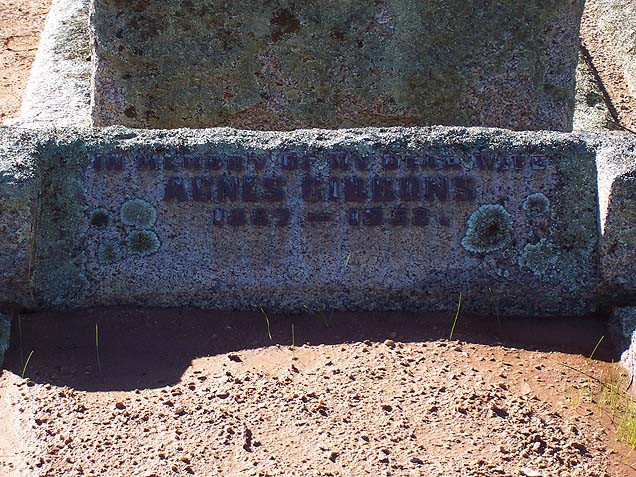 IN MEMORY OF MY DEAR WIFE
AGNES GIBBONS